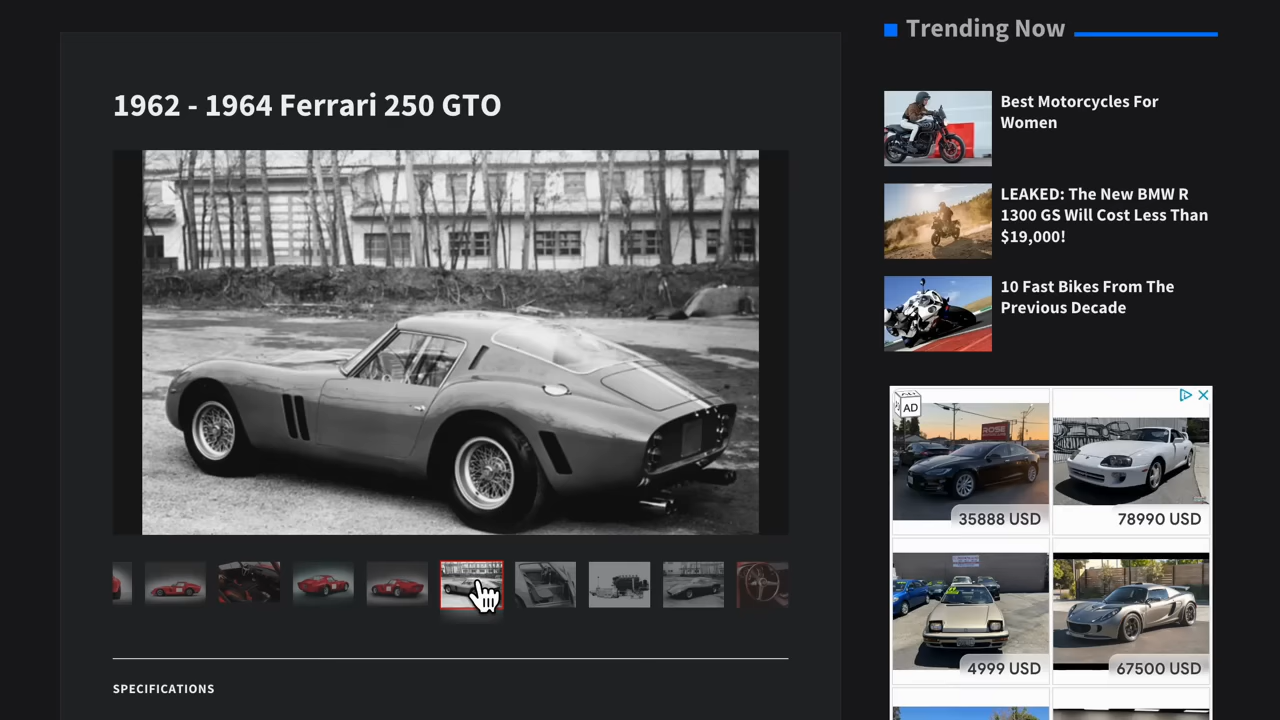 Trending Now
1962 - 1964 Ferrari 250 GTO
Best Motorcycles For
Women
LEAKED: The New BMW R
1300 GS Will Cost Less Than
$19,000!
10 Fast Bikes From The
Previous Decade
AD
ROSE
35888 USD
78990 USD
4999 USD
67500 USD
SPECIFICATIONS